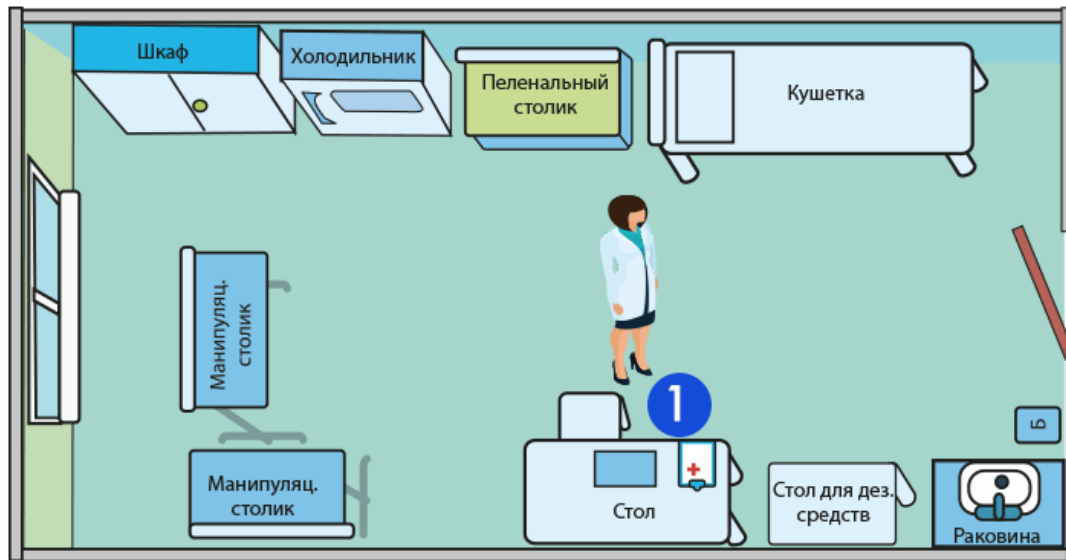 Шкаф
Холодильник
Пеленальный
столик
Кушетка
Манипуляц.
столик
1
Б
Манипуляц.
столик
Стол
Стол для дез.
средств
Раковина